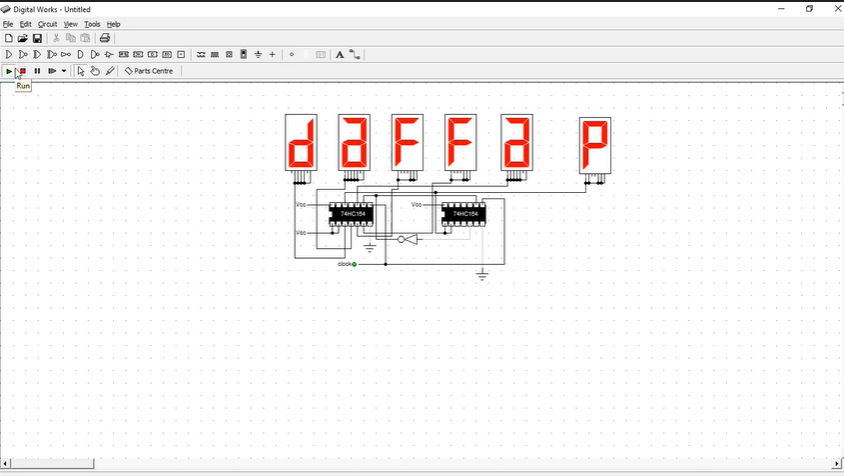 Digital Works - Untitled
File Edit Circuit View Tools Help
Parts Centre
Run
d a F F a P
Vcc 74HC164 Vcc 74HC164
Vcc
clock